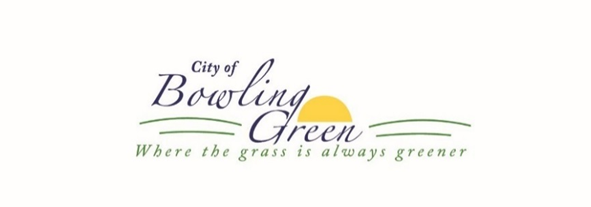 City of
Bowling
Green
Where the grass is always greener